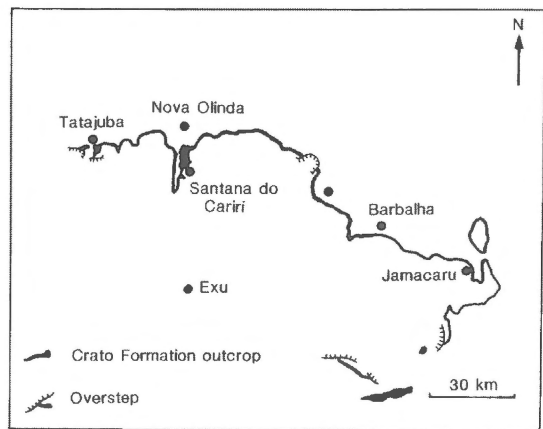 N
Nova Olinda
Tatajuba
Santana do
Cariri
Barbalha
Jamacaru
Exu
Crato Formation outcrop
Overstep
30 km